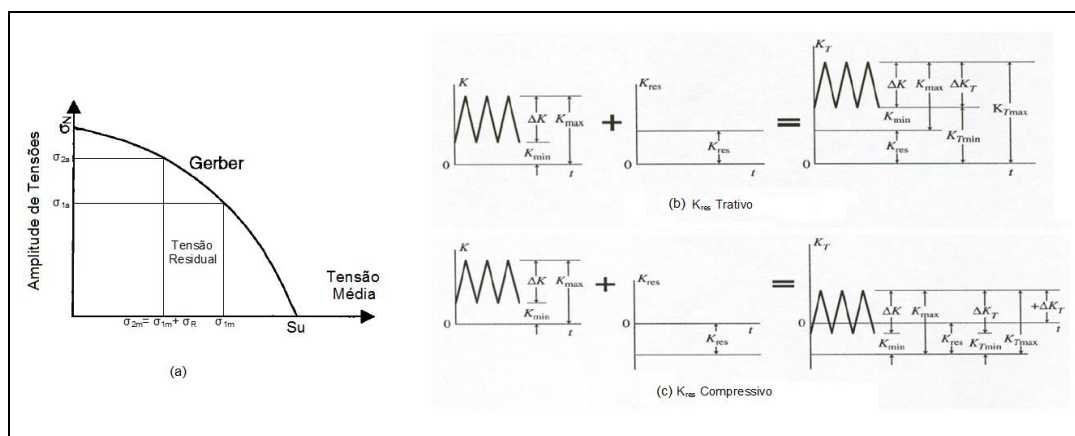 Amplitude de Tensões
σN
σ2a
σ1a
Gerber
Tensão
Residual
Tensão
Média
σ2m= σ1m + σR
σ1m
Su
(a)
K
ΔK
Kmax
Kmin
0
t
+
Kres
Kres
0
t
=
KT
ΔK
Kmax
ΔKT
KTmax
Kmin
KTmin
Kres
0
t
(b) Kres Trativo
K
ΔK
Kmax
Kmin
0
t
+
Kres
0
t
Kres
=
KT
ΔK
Kmax
ΔKT
+ΔKT
0
t
Kmin
Kres
KTmin
KTmax
(c) Kres Compressivo